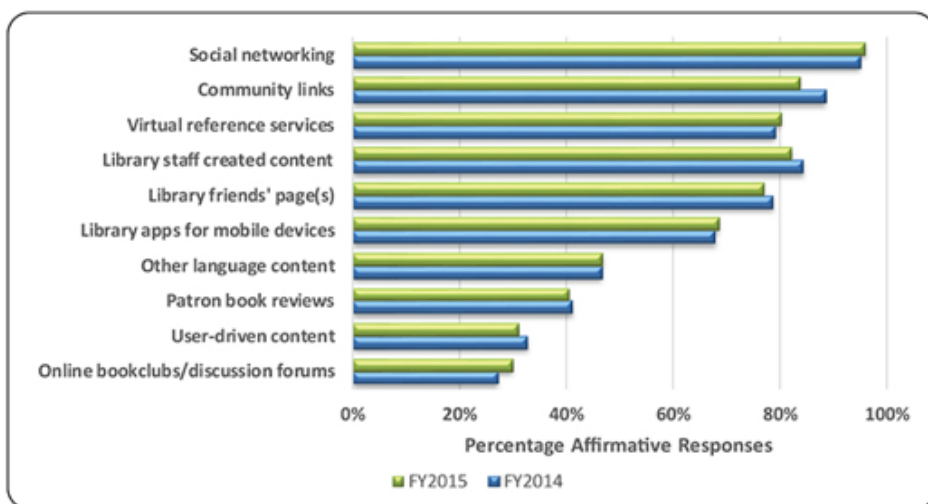 Social networking
Community links
Virtual reference services
Library staff created content
Library friends' page(s)
Library apps for mobile devices
Other language content
Patron book reviews
User-driven content
Online bookclubs/discussion forums
0% 20% 40% 60% 80% 100%
Percentage Affirmative Responses
FY2015 FY2014